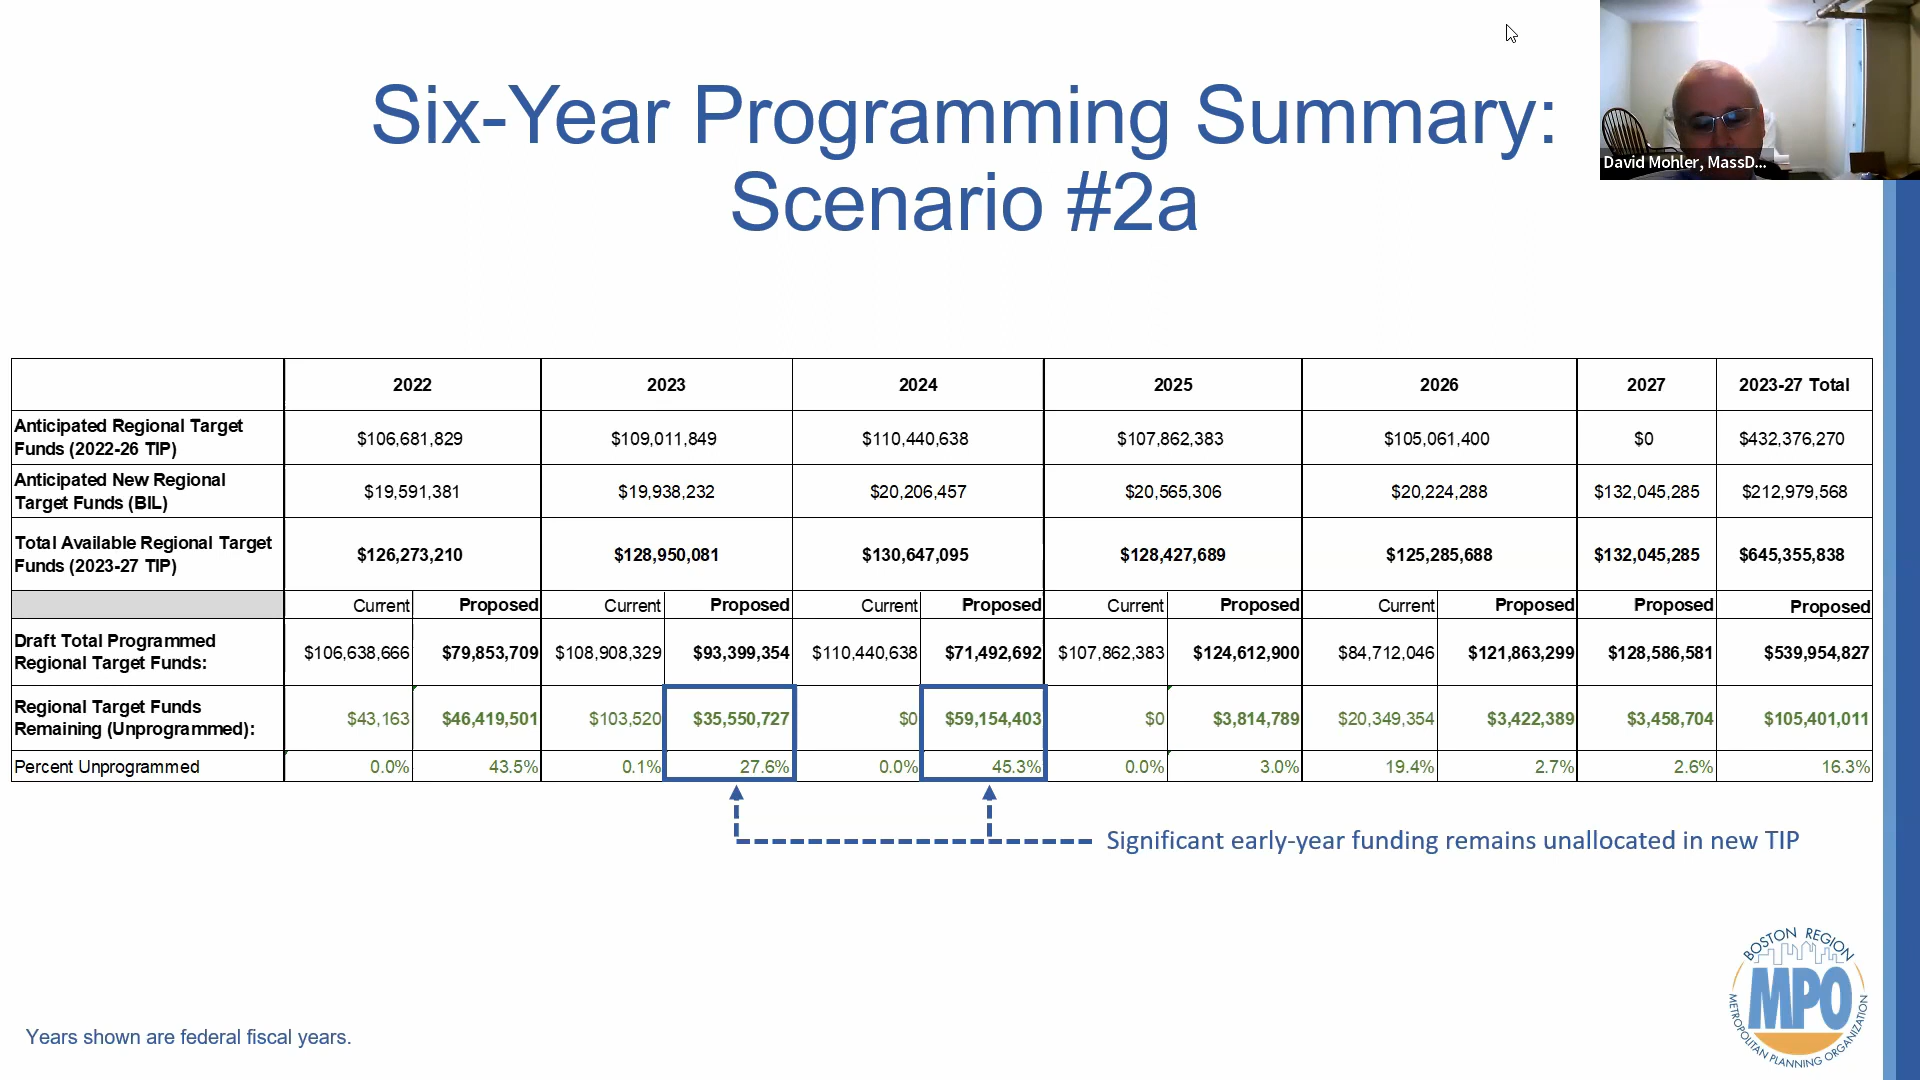 Six-Year Programming Summary:
Scenario #2a
David Mohler, MassD...
2022 2023 2024 2025 2026 2027 2023-27 Total
Anticipated Regional Target
Funds (2022-26 TIP)
$106,681,829 $109,011,849 $110,440,638 $107,862,383 $105,061,400 $0 $432,376,270
Anticipated New Regional
Target Funds (BIL)
$19,591,381 $19,938,232 $20,206,457 $20,565,306 $20,224,288 $132,045,285 $212,979,568
Total Available Regional Target
Funds (2023-27 TIP)
$126,273,210 $128,950,081 $130,647,095 $128,427,689 $125,285,688 $132,045,285 $645,355,838
Current Proposed Current Proposed Current Proposed Current Proposed Current Proposed Proposed Proposed
Draft Total Programmed
Regional Target Funds:
$106,638,666 $79,853,709 $108,908,329 $93,399,354 $110,440,638 $71,492,692 $107,862,383 $124,612,900 $84,712,046 $121,863,299 $128,586,581 $539,954,827
Regional Target Funds
Remaining (Unprogrammed):
$43,163 $46,419,501 $103,520 $35,550,727 $0 $59,154,403 $0 $3,814,789 $20,349,354 $3,422,389 $3,458,704 $105,401,011
Percent Unprogrammed 0.0% 43.5% 0.1% 27.6% 0.0% 45.3% 0.0% 3.0% 19.4% 2.7% 2.6% 16.3%
Significant early-year funding remains unallocated in new TIP
BOSTON REGION
MPO
METROPOLITAN PLANNING ORGANIZATION
Years shown are federal fiscal years.